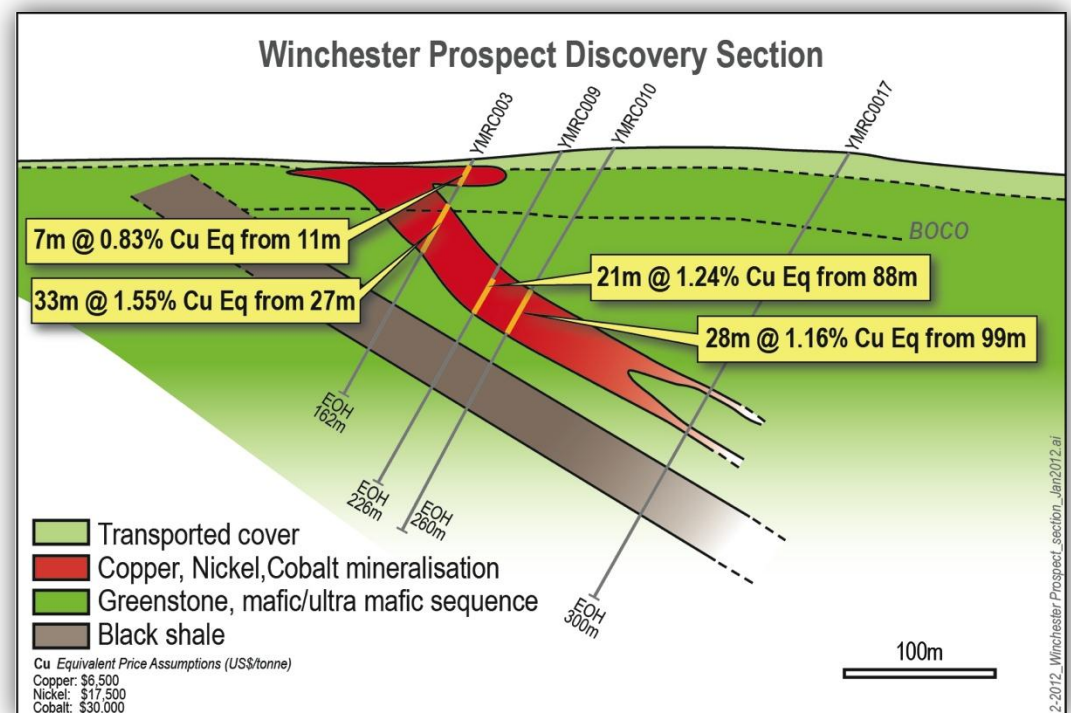 Winchester Prospect Discovery Section
YMRC003
YMRC009
YMRC010
YMRC0017
BOCO
7m @ 0.83% Cu Eq from 11m
33m @ 1.55% Cu Eq from 27m
21m @ 1.24% Cu Eq from 88m
28m @ 1.16% Cu Eq from 99m
EOH
162m
EOH
226m
EOH
260m
EOH
300m
Transported cover
Copper, Nickel,Cobalt mineralisation
Greenstone, mafic/ultra mafic sequence
Black shale
Cu Equivalent Price Assumptions (US$/tonne)
Copper: $6,500
Nickel: $17,500
Cobalt: $30,000
100m
2-2012_Winchester Prospect_section_Jan2012.ai